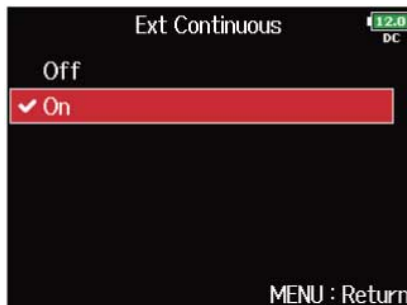 Ext Continuous
12.0
DC
Off
On
MENU : Return